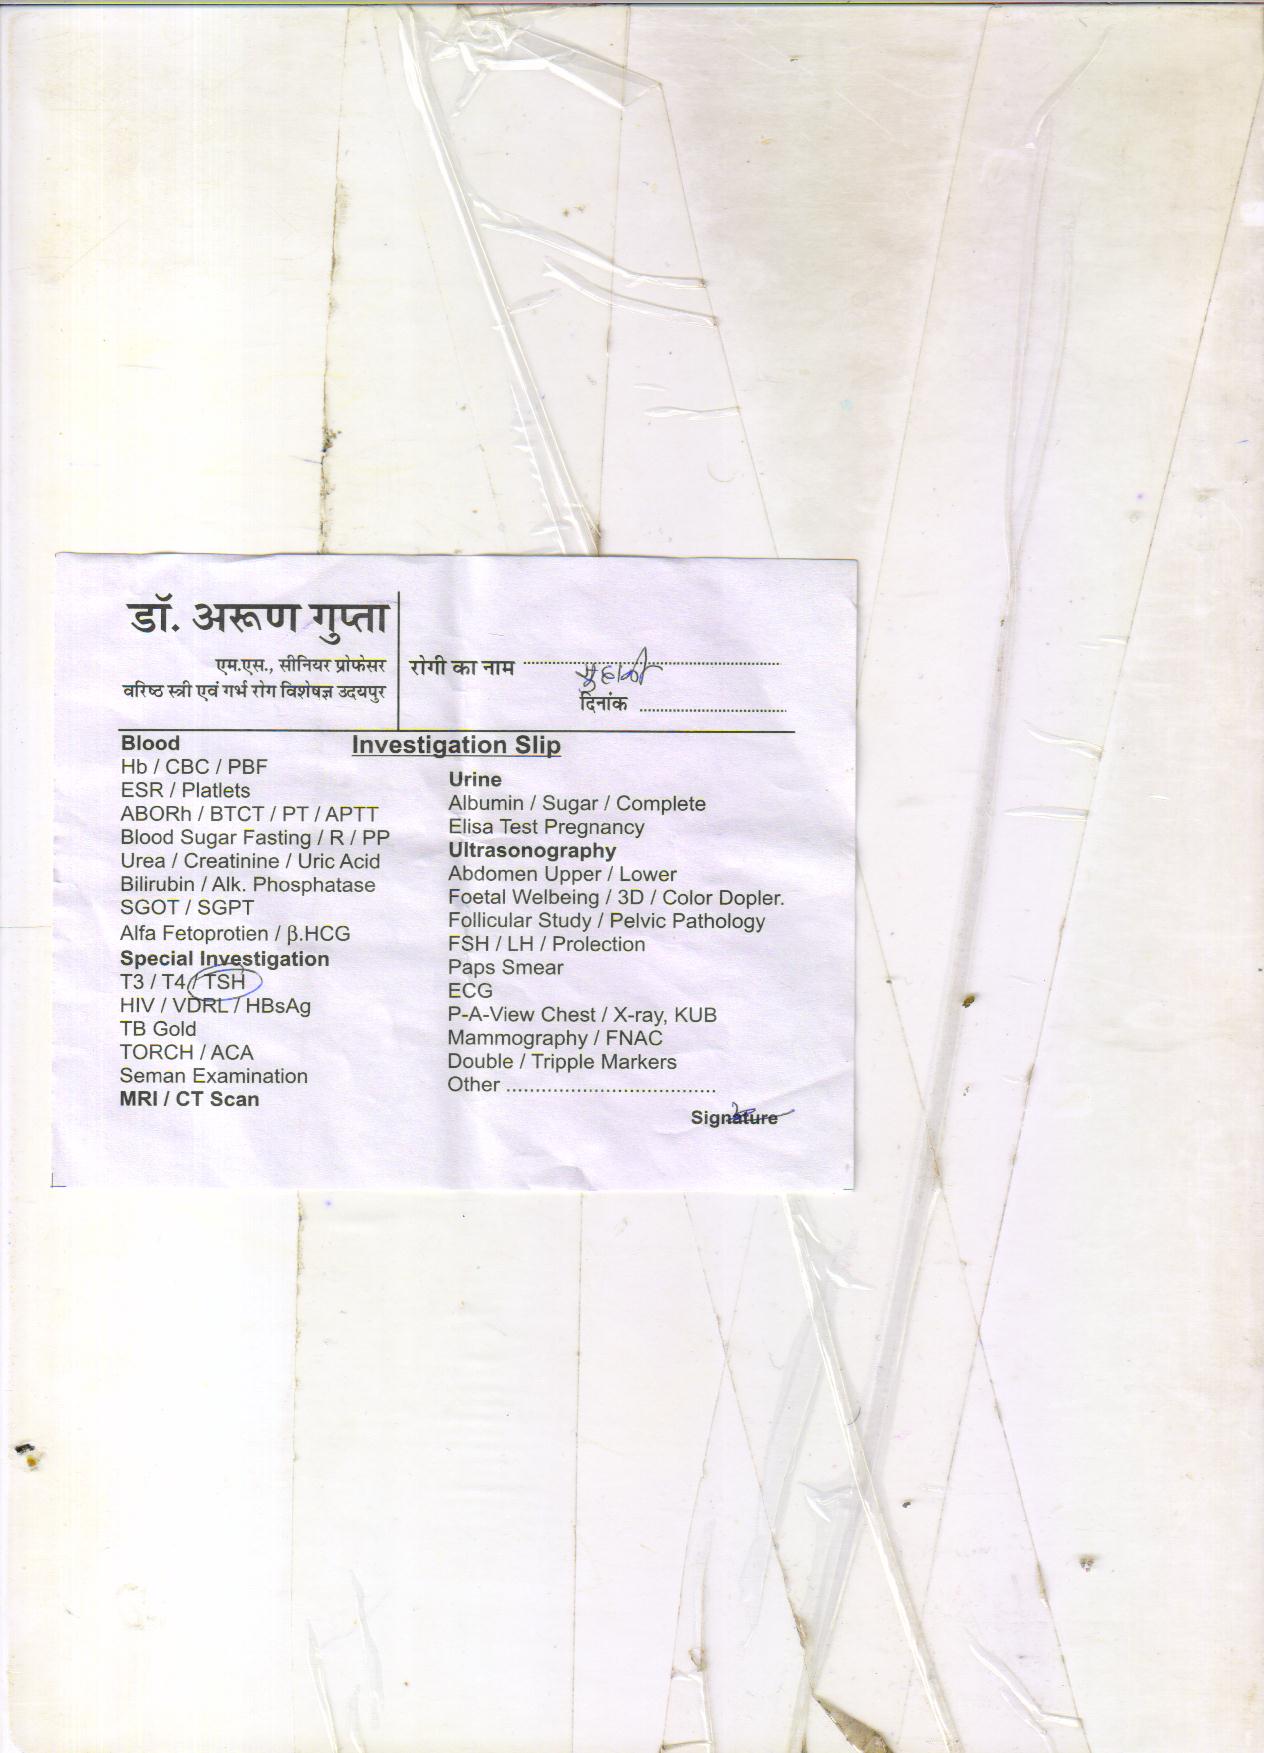 डॉ. अरूण गुप्ता
एम.एस., सीनियर प्रोफेसर
वरिष्ठ स्त्री एवं गर्भ रोग विशेषज्ञ उदयपुर
रोगी का नाम
दिनांक
Investigation Slip
Blood
Hb / CBC / PBF
ESR / Platlets
ABORh / BTCT / PT / APTT
Blood Sugar Fasting / R / PP
Urea / Creatinine / Uric Acid
Bilirubin / Alk. Phosphatase
SGOT / SGPT
Alfa Fetoprotien / β.HCG
Special Investigation
T3 / T4 / TSH
HIV / VDRL / HBsAg
TB Gold
TORCH / ACA
Seman Examination
MRI / CT Scan
Urine
Albumin / Sugar / Complete
Elisa Test Pregnancy
Ultrasonography
Abdomen Upper / Lower
Foetal Welbeing / 3D / Color Dopler.
Follicular Study / Pelvic Pathology
FSH / LH / Prolection
Paps Smear
ECG
P-A-View Chest / X-ray, KUB
Mammography / FNAC
Double / Tripple Markers
Other ....................................
Signature